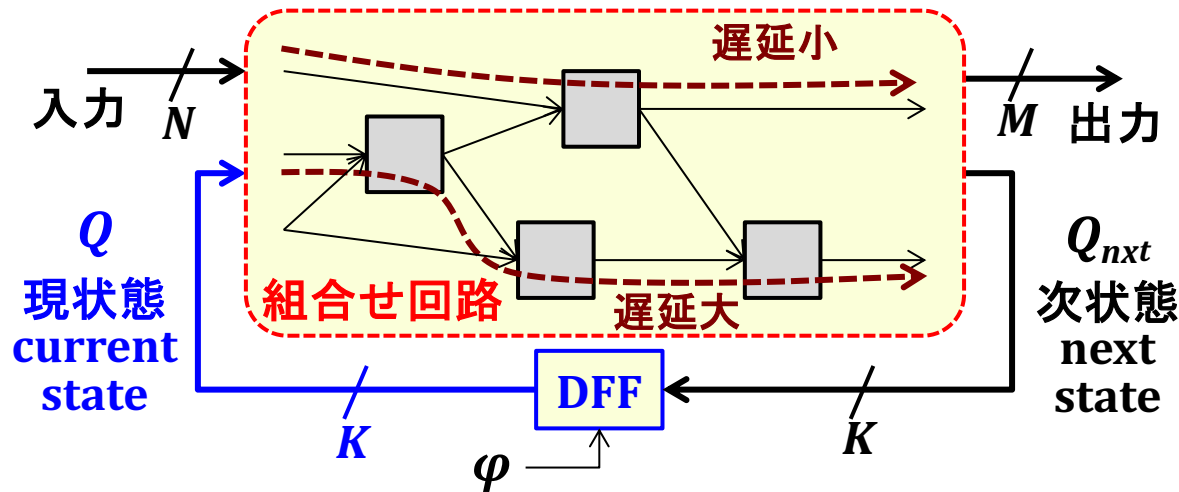 遅延小
入力
N
M
出力
Q
現状態
current
state
組合せ回路
遅延大
Q_nxt
次状態
next
state
DFF
K
K
φ